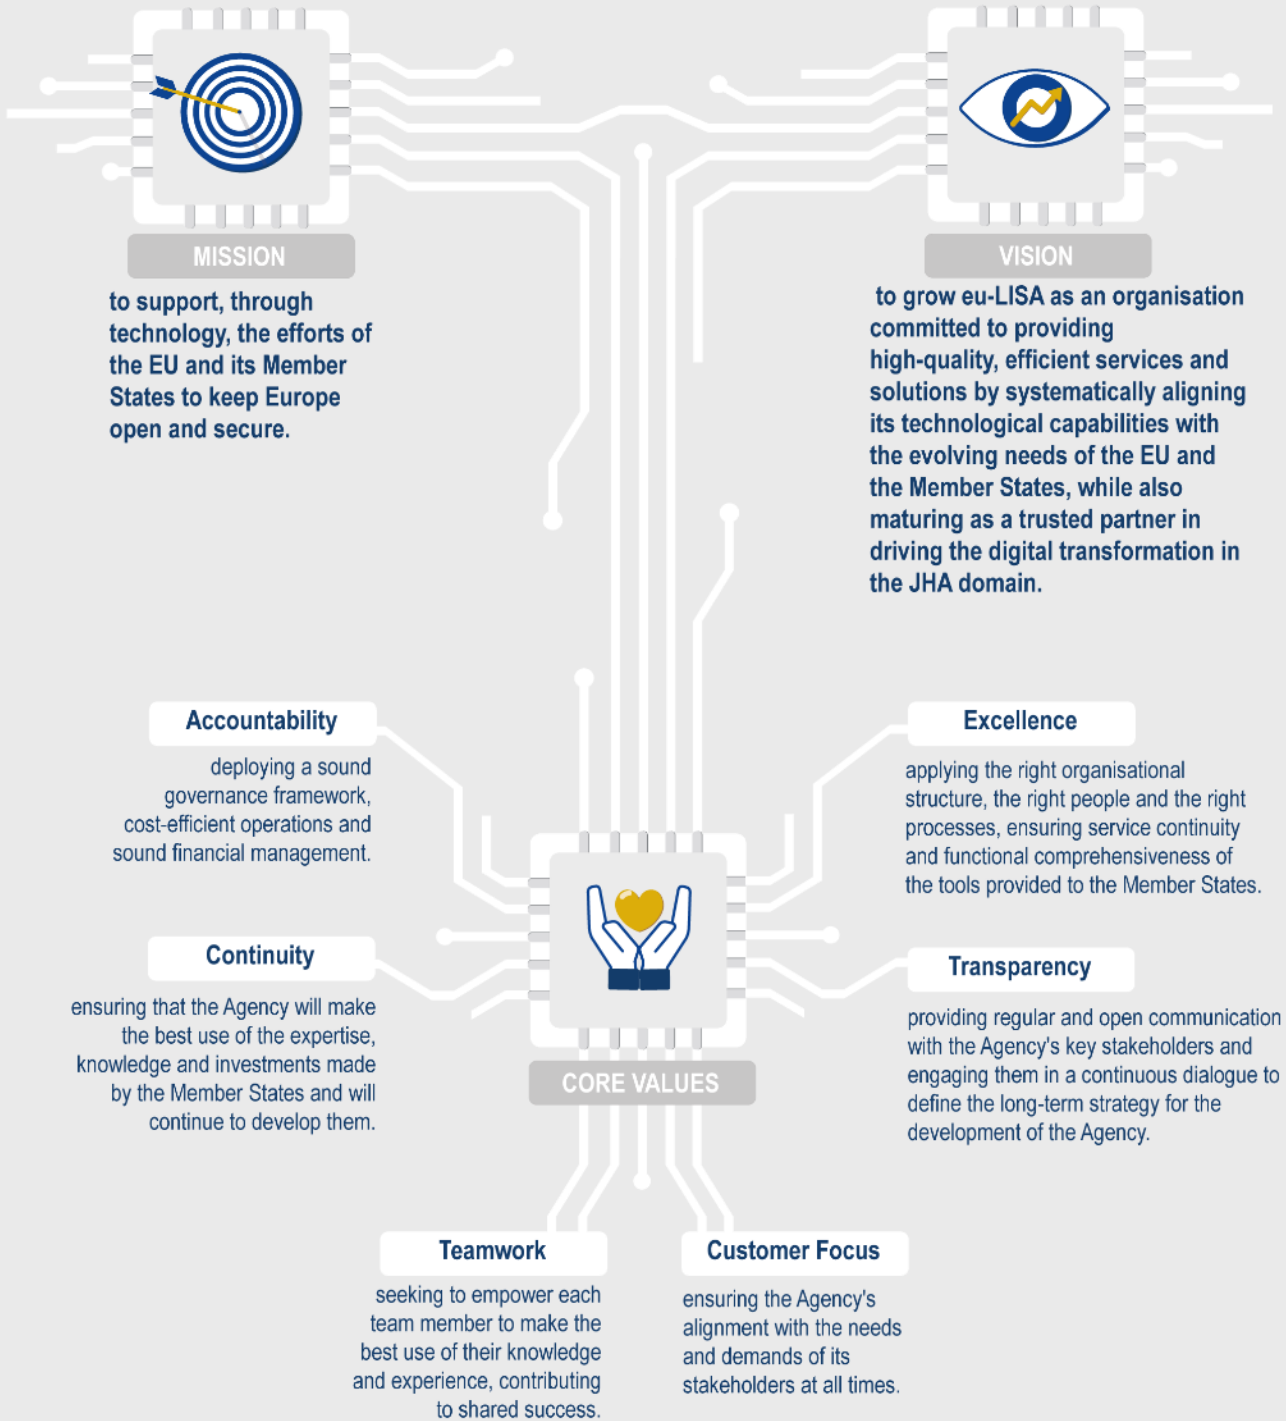 MISSION
to support, through
technology, the efforts of
the EU and its Member
States to keep Europe
open and secure.
VISION
to grow eu-LISA as an organisation
committed to providing
high-quality, efficient services and
solutions by systematically aligning
its technological capabilities with
the evolving needs of the EU and
the Member States, while also
maturing as a trusted partner in
driving the digital transformation in
the JHA domain.
Accountability
deploying a sound
governance framework,
cost-efficient operations and
sound financial management.
Excellence
applying the right organisational
structure, the right people and the right
processes, ensuring service continuity
and functional comprehensiveness of
the tools provided to the Member States.
Continuity
ensuring that the Agency will make
the best use of the expertise,
knowledge and investments made
by the Member States and will
continue to develop them.
Transparency
providing regular and open communication
with the Agency's key stakeholders and
engaging them in a continuous dialogue to
define the long-term strategy for the
development of the Agency.
CORE VALUES
Teamwork
seeking to empower each
team member to make the
best use of their knowledge
and experience, contributing
to shared success.
Customer Focus
ensuring the Agency's
alignment with the needs
and demands of its
stakeholders at all times.